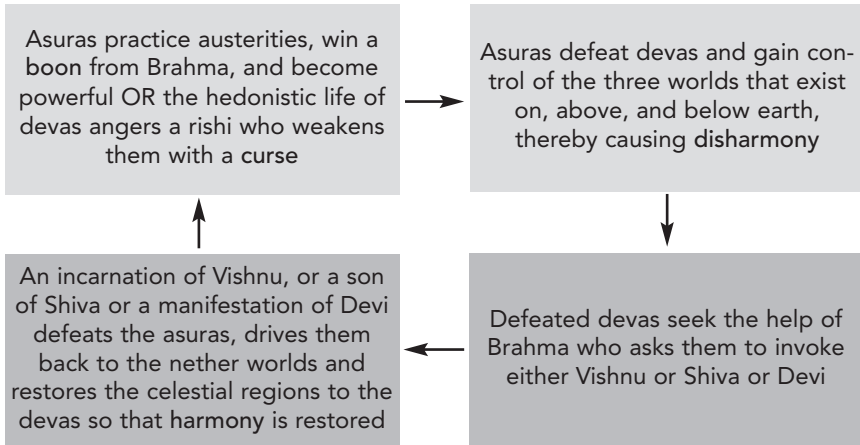 Asuras practice austerities, win a
boon from Brahma, and become
powerful OR the hedonistic life of
devas angers a rishi who weakens
them with a curse
Asuras defeat devas and gain con-
trol of the three worlds that exist
on, above, and below earth,
thereby causing disharmony
An incarnation of Vishnu, or a son
of Shiva or a manifestation of Devi
defeats the asuras, drives them
back to the nether worlds and
restores the celestial regions to the
devas so that harmony is restored
Defeated devas seek the help of
Brahma who asks them to invoke
either Vishnu or Shiva or Devi